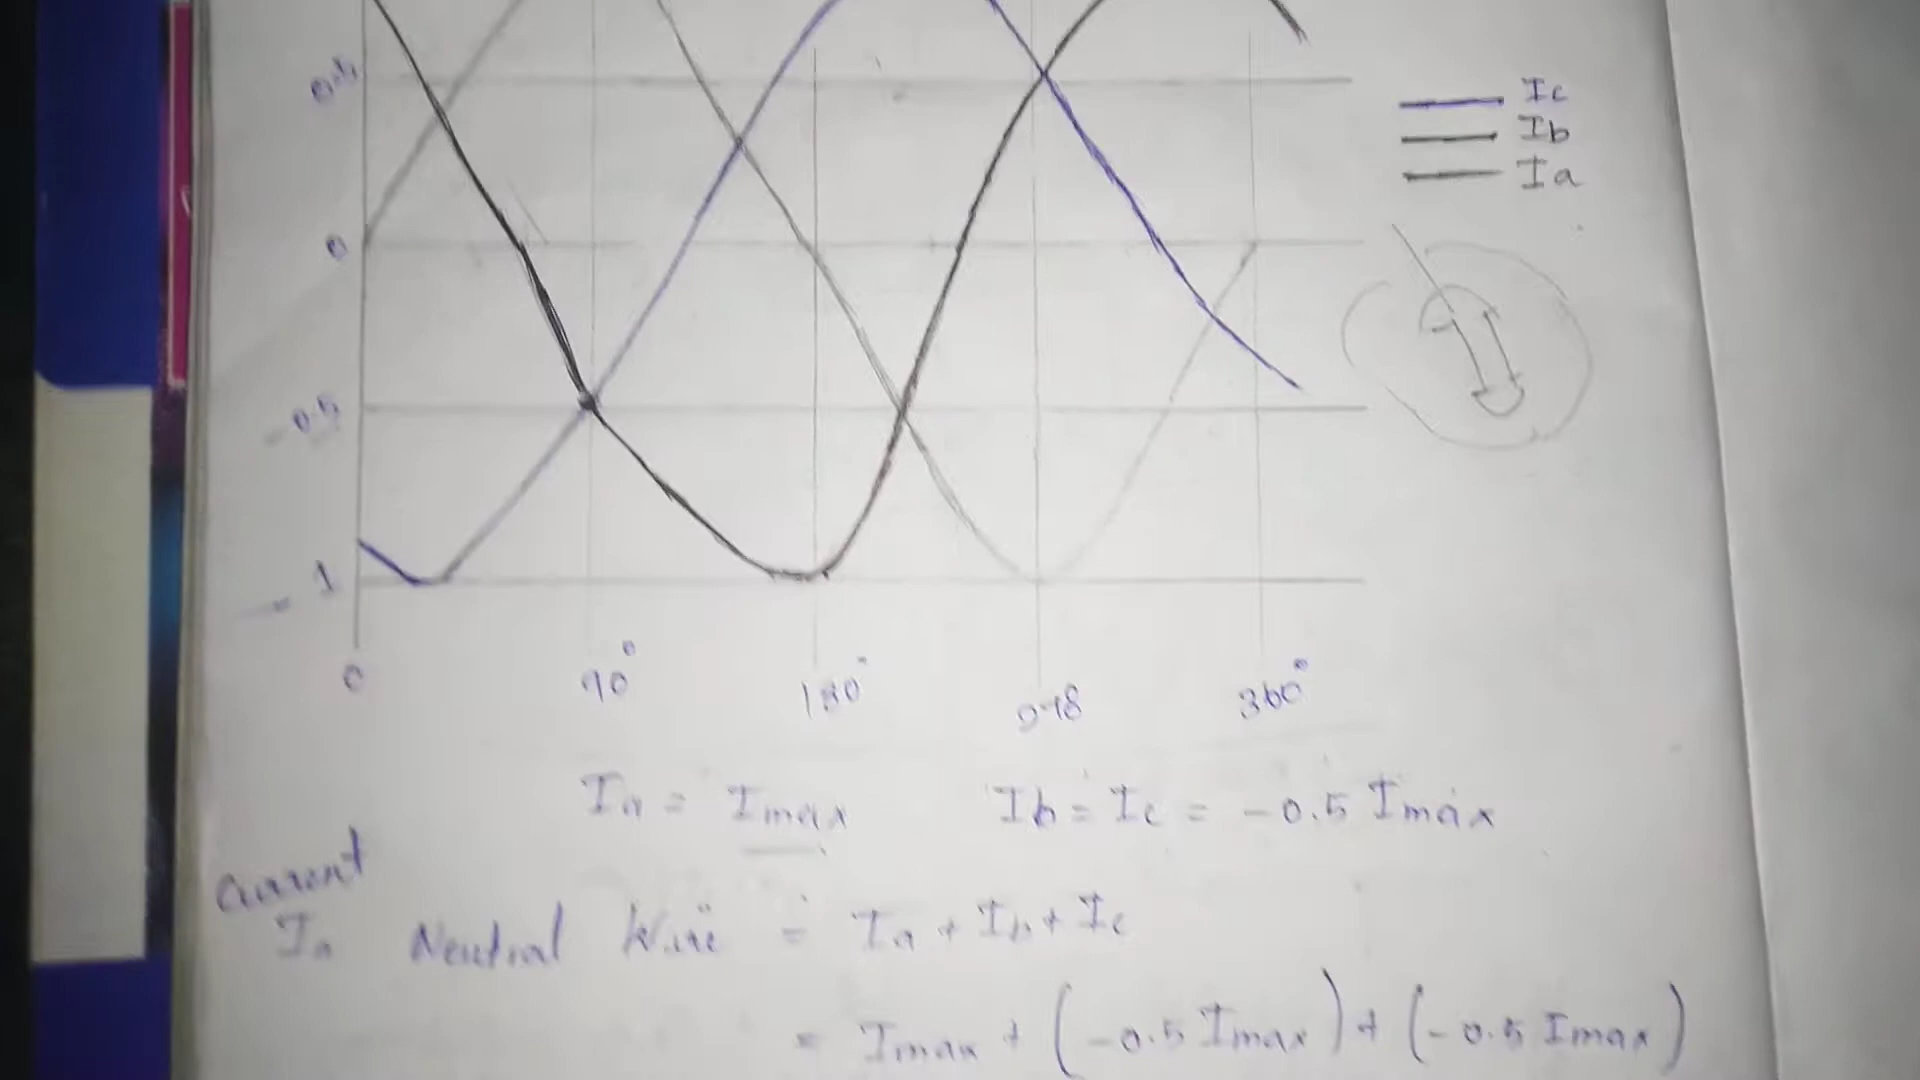 0.5
Ic
Ib
Ia
0
-0.5
-1
0 90° 180° 360°
Ia = Imax Ib = Ic = -0.5 Imax
Current
In Neutral Wire = Ia + Ib + Ic
= Imax + (-0.5 Imax) + (-0.5 Imax)